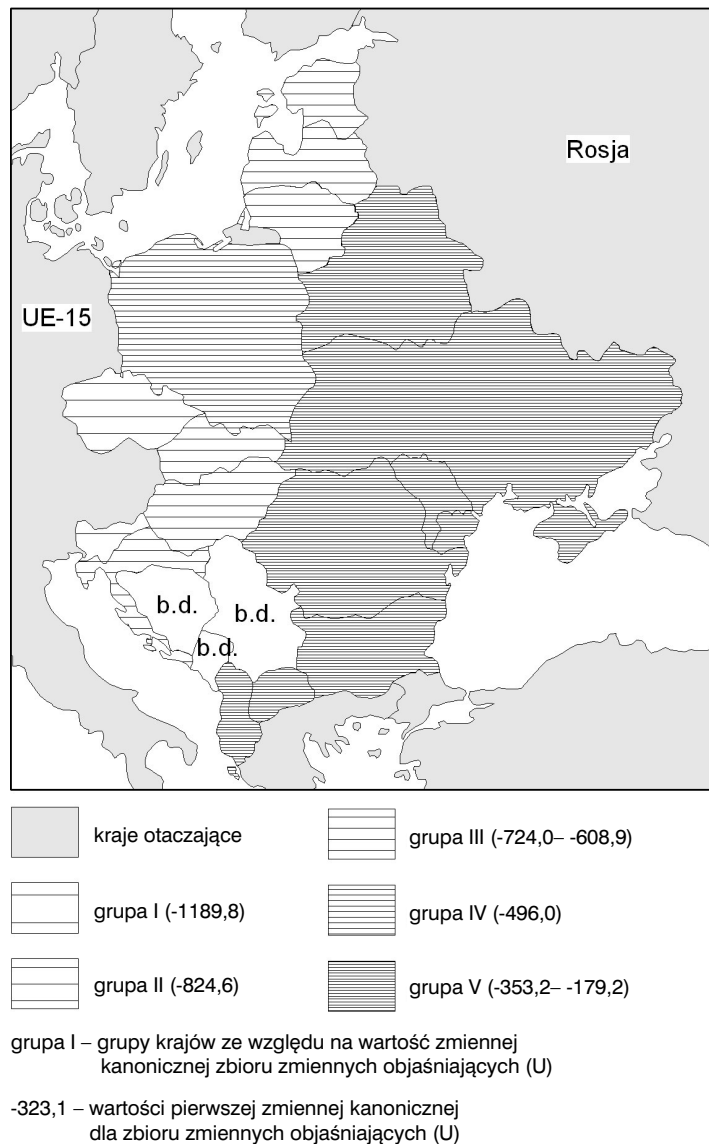 Rosja
UE-15
b.d.
b.d.
b.d.
kraje otaczające
grupa I (-1189,8)
grupa II (-824,6)
grupa III (-724,0– -608,9)
grupa IV (-496,0)
grupa V (-353,2– -179,2)
grupa I – grupy krajów ze względu na wartość zmiennej
kanonicznej zbioru zmiennych objaśniających (U)
-323,1 – wartości pierwszej zmiennej kanonicznej
dla zbioru zmiennych objaśniających (U)